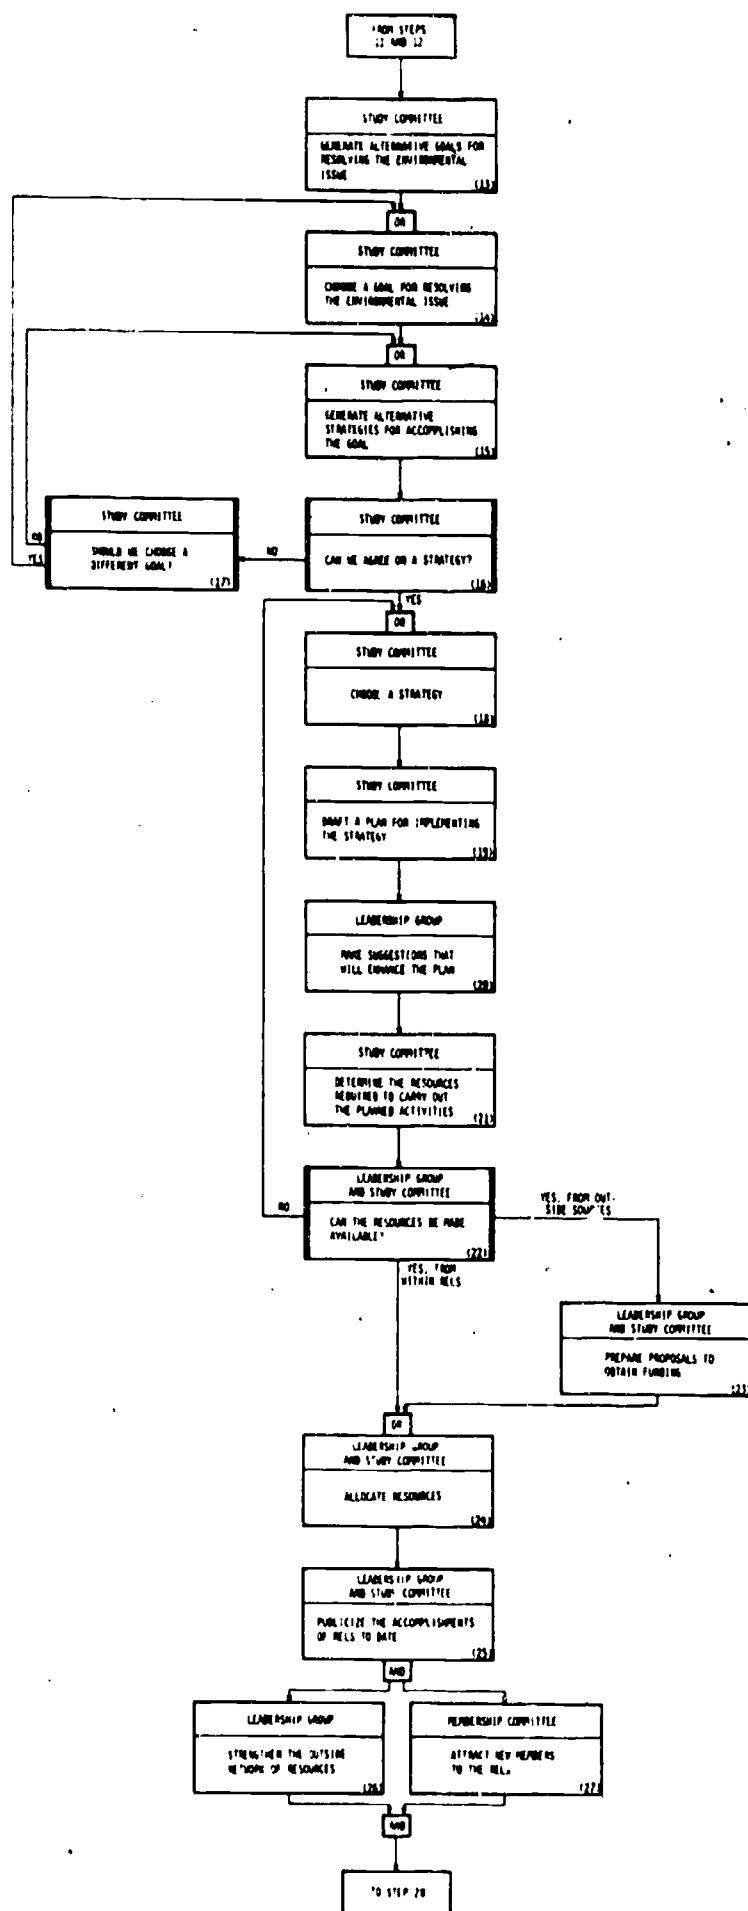 FROM STEPS
11 AND 12
STUDY COMMITTEE
GENERATE ALTERNATIVE GOALS FOR
RESOLVING THE ENVIRONMENTAL
ISSUE
(13)
OR
STUDY COMMITTEE
CHOOSE A GOAL FOR RESOLVING
THE ENVIRONMENTAL ISSUE
(14)
OR
STUDY COMMITTEE
GENERATE ALTERNATIVE
STRATEGIES FOR ACCOMPLISHING
THE GOAL
(15)
STUDY COMMITTEE
NO
YES
SHOULD WE CHOOSE A
DIFFERENT GOAL?
(17)
NO
STUDY COMMITTEE
CAN WE AGREE ON A STRATEGY?
(16)
YES
OR
STUDY COMMITTEE
CHOOSE A STRATEGY
(18)
STUDY COMMITTEE
DRAFT A PLAN FOR IMPLEMENTING
THE STRATEGY
(19)
LEADERSHIP GROUP
MAKE SUGGESTIONS THAT
WILL ENHANCE THE PLAN
(20)
STUDY COMMITTEE
DETERMINE THE RESOURCES
REQUIRED TO CARRY OUT
THE PLANNED ACTIVITIES
(21)
LEADERSHIP GROUP
AND STUDY COMMITTEE
NO
CAN THE RESOURCES BE MADE
AVAILABLE?
(22)
YES, FROM OUT-
SIDE SOURCES
YES, FROM
WITHIN RELS
LEADERSHIP GROUP
AND STUDY COMMITTEE
PREPARE PROPOSALS TO
OBTAIN FUNDING
(23)
OR
LEADERSHIP GROUP
AND STUDY COMMITTEE
ALLOCATE RESOURCES
(24)
LEADERSHIP GROUP
AND STUDY COMMITTEE
PUBLICIZE THE ACCOMPLISHMENTS
OF RELS TO DATE
(25)
AND
LEADERSHIP GROUP
STRENGTHEN THE OUTSIDE
NETWORK OF RESOURCES
(26)
MEMBERSHIP COMMITTEE
ATTRACT NEW MEMBERS
TO THE
(27)
AND
TO STEP 28